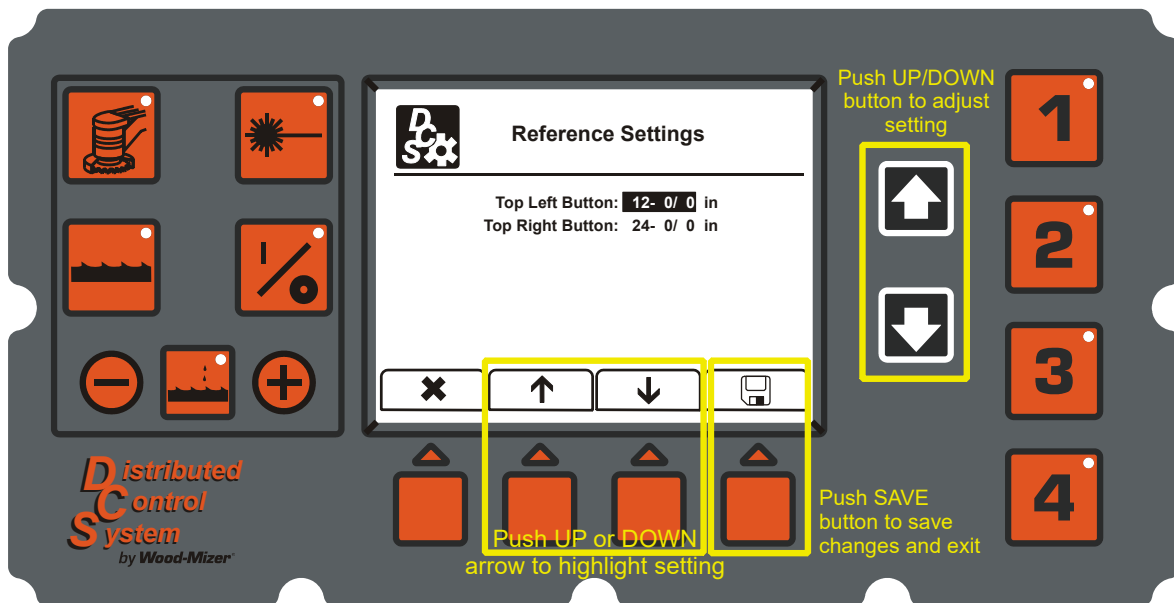 Push UP/DOWN
button to adjust
setting
DCS
Reference Settings
Top Left Button: 12- 0/ 0 in
Top Right Button: 24- 0/ 0 in
1
2
3
4
Distributed
Control
System
by Wood-Mizer®
Push UP or DOWN
arrow to highlight setting
Push SAVE
button to save
changes and exit